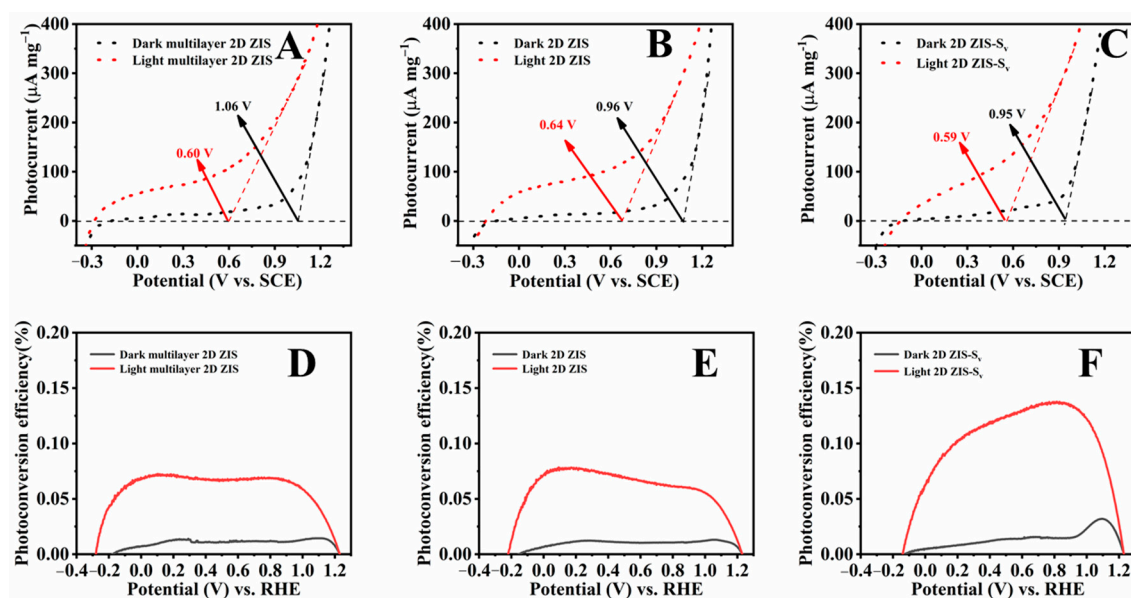 A
Dark multilayer 2D ZIS
Light multilayer 2D ZIS
1.06 V
0.60 V
400
300
200
100
0
−0.3 0.0 0.3 0.6 0.9 1.2
Photocurrent (μA mg⁻¹)
Potential (V vs. SCE)
B
Dark 2D ZIS
Light 2D ZIS
0.96 V
0.64 V
400
300
200
100
0
−0.3 0.0 0.3 0.6 0.9 1.2
Photocurrent (μA mg⁻¹)
Potential (V vs. SCE)
C
Dark 2D ZIS-Sᵥ
Light 2D ZIS-Sᵥ
0.95 V
0.59 V
400
300
200
100
0
−0.3 0.0 0.3 0.6 0.9 1.2
Photocurrent (μA mg⁻¹)
Potential (V vs. SCE)
D
Dark multilayer 2D ZIS
Light multilayer 2D ZIS
0.20
0.15
0.10
0.05
0.00
−0.4 −0.2 0.0 0.2 0.4 0.6 0.8 1.0 1.2
Photoconversion efficiency(%)
Potential (V) vs. RHE
E
Dark 2D ZIS
Light 2D ZIS
0.20
0.15
0.10
0.05
0.00
−0.4 −0.2 0.0 0.2 0.4 0.6 0.8 1.0 1.2
Photoconversion efficiency(%)
Potential (V) vs. RHE
F
Dark 2D ZIS-Sᵥ
Light 2D ZIS-Sᵥ
0.20
0.15
0.10
0.05
0.00
−0.4 −0.2 0.0 0.2 0.4 0.6 0.8 1.0 1.2
Photoconversion efficiency(%)
Potential (V) vs. RHE